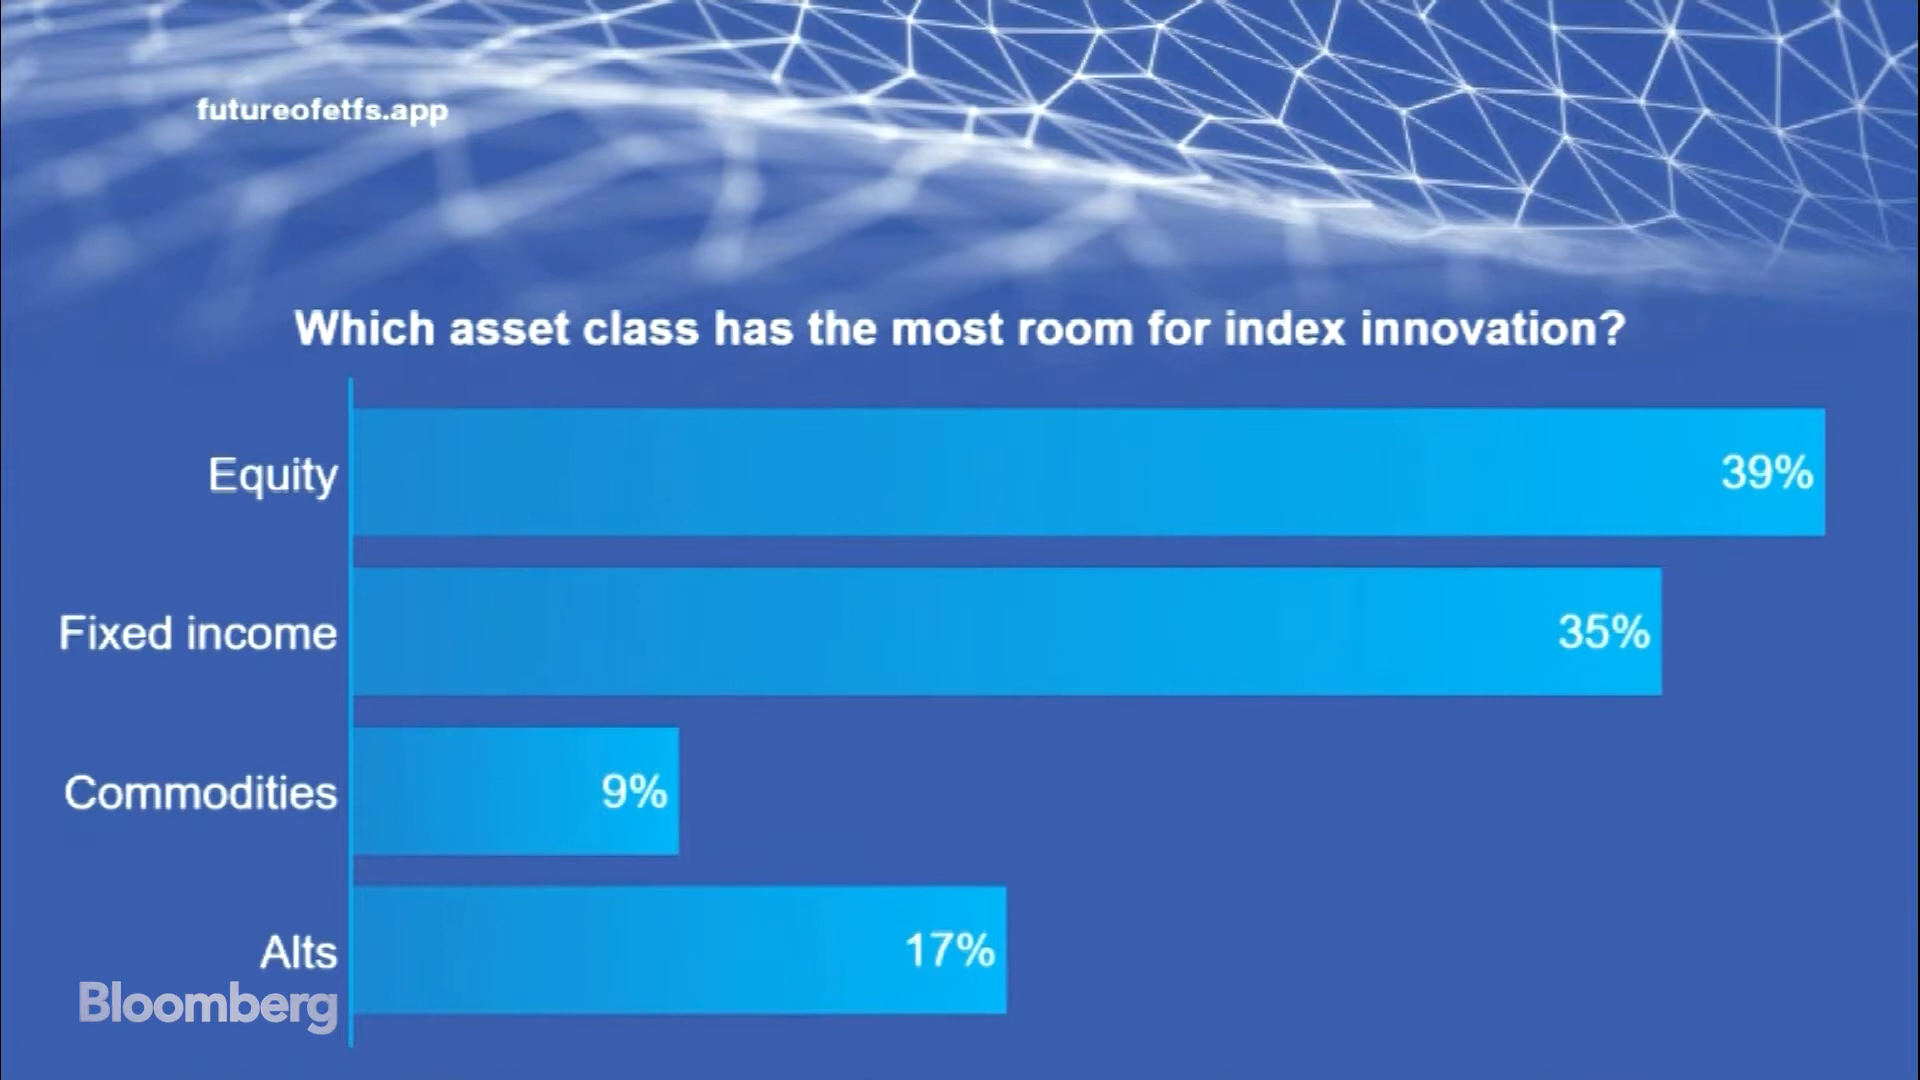 futureofetfs.app
Which asset class has the most room for index innovation?
Equity 39%
Fixed income 35%
Commodities 9%
Alts 17%
Bloomberg